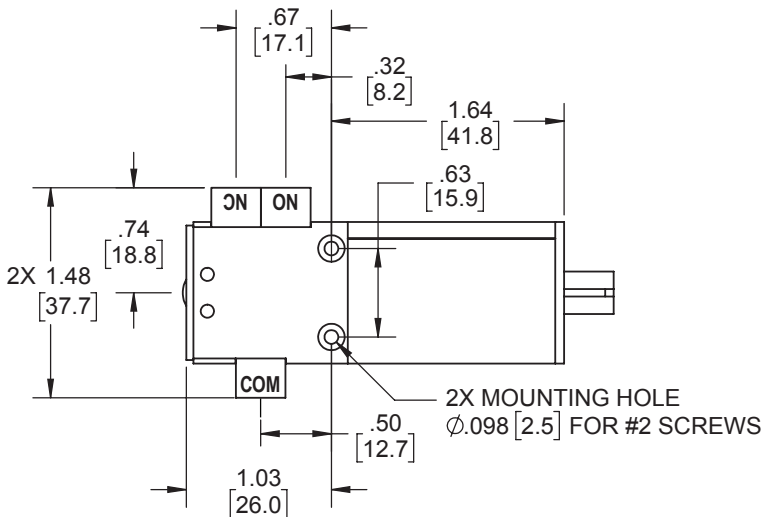 .67
[17.1]
.32
[8.2]
1.64
[41.8]
.63
[15.9]
NC
NO
.74
[18.8]
2X 1.48
[37.7]
COM
2X MOUNTING HOLE
∅.098 [2.5] FOR #2 SCREWS
.50
[12.7]
1.03
[26.0]